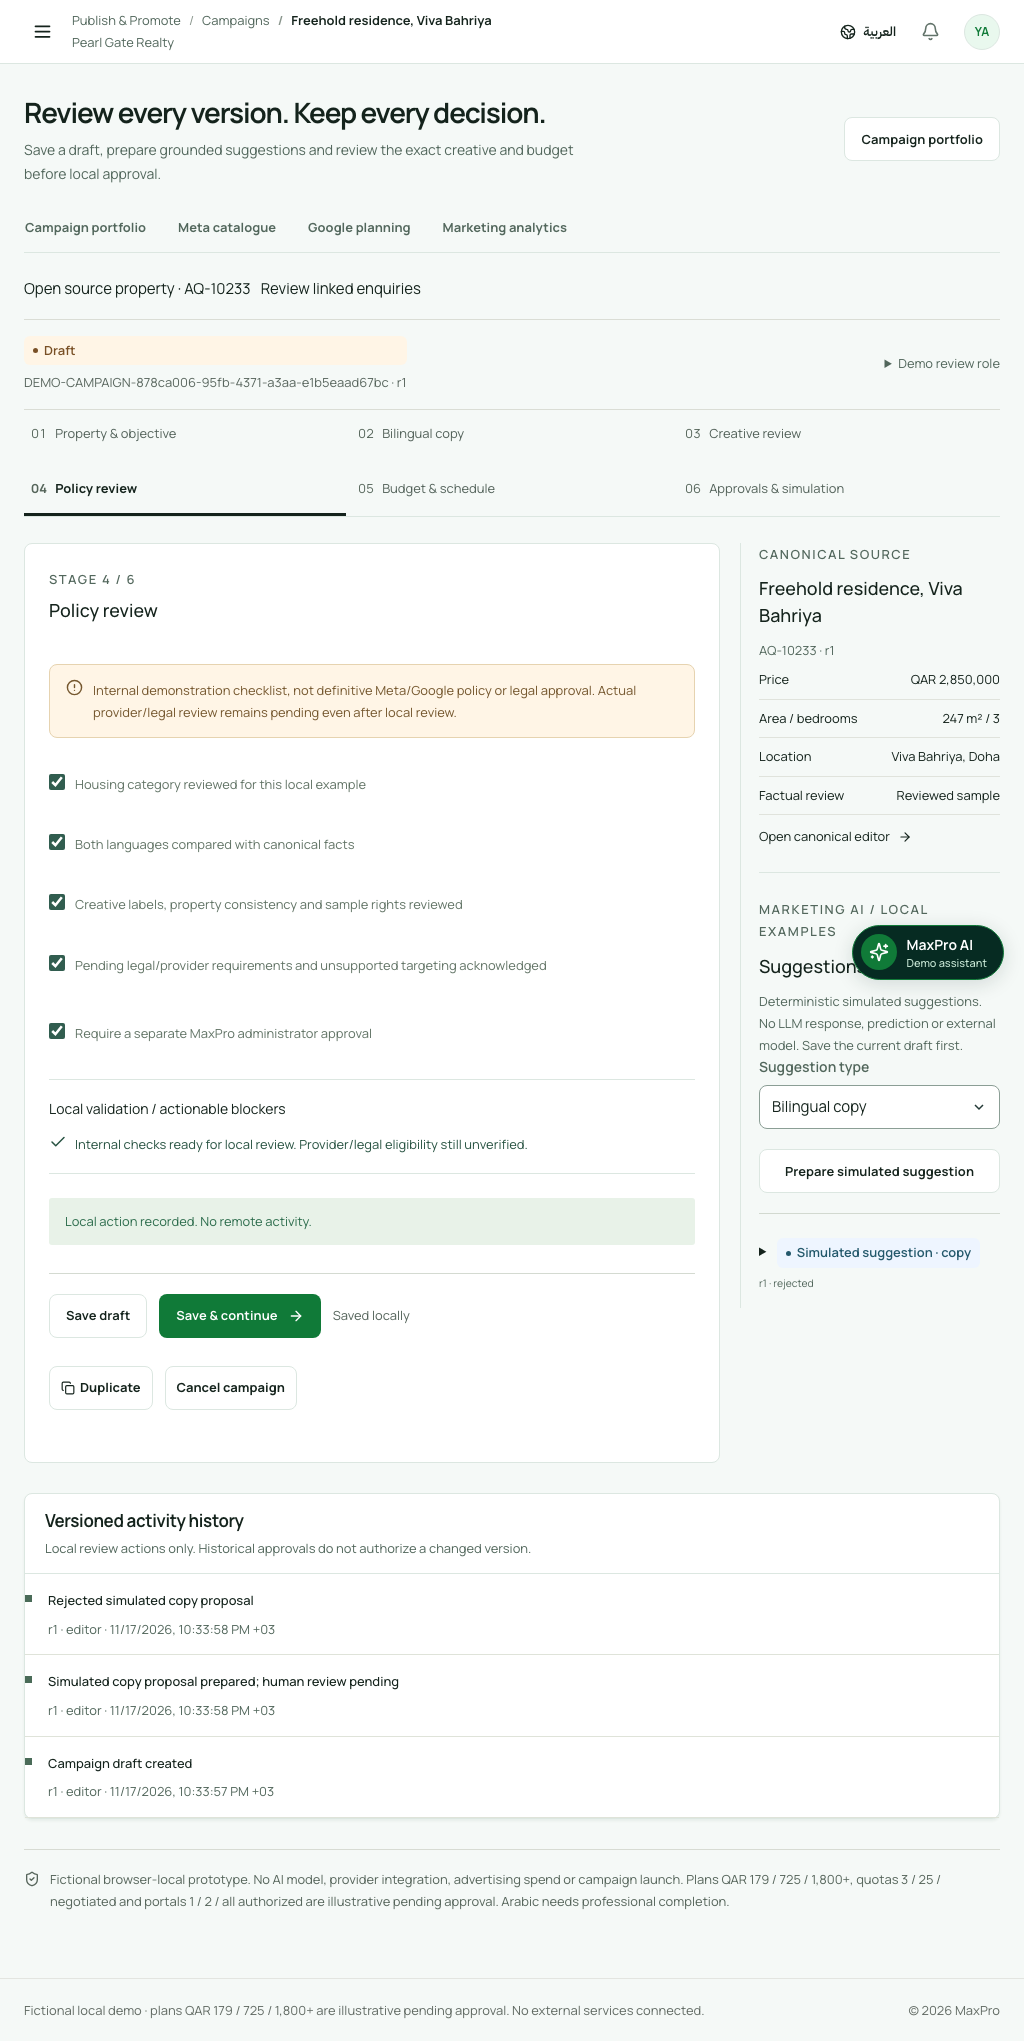 Publish & Promote / Campaigns / Freehold residence, Viva Bahriya
Pearl Gate Realty
العربية
YA
Review every version. Keep every decision.
Save a draft, prepare grounded suggestions and review the exact creative and budget
before local approval.
Campaign portfolio
Campaign portfolio
Meta catalogue
Google planning
Marketing analytics
Open source property · AQ-10233 Review linked enquiries
Draft
DEMO-CAMPAIGN-878ca006-95fb-4371-a3aa-e1b5eaad67bc · r1
Demo review role
01 Property & objective
02 Bilingual copy
03 Creative review
04 Policy review
05 Budget & schedule
06 Approvals & simulation
STAGE 4 / 6
Policy review
Internal demonstration checklist, not definitive Meta/Google policy or legal approval. Actual
provider/legal review remains pending even after local review.
Housing category reviewed for this local example
Both languages compared with canonical facts
Creative labels, property consistency and sample rights reviewed
Pending legal/provider requirements and unsupported targeting acknowledged
Require a separate MaxPro administrator approval
Local validation / actionable blockers
Internal checks ready for local review. Provider/legal eligibility still unverified.
Local action recorded. No remote activity.
Save draft
Save & continue
Saved locally
Duplicate
Cancel campaign
CANONICAL SOURCE
Freehold residence, Viva
Bahriya
AQ-10233 · r1
Price QAR 2,850,000
Area / bedrooms 247 m² / 3
Location Viva Bahriya, Doha
Factual review Reviewed sample
Open canonical editor
MARKETING AI / LOCAL
EXAMPLES
Suggestions
MaxPro AI
Demo assistant
Deterministic simulated suggestions.
No LLM response, prediction or external
model. Save the current draft first.
Suggestion type
Bilingual copy
Prepare simulated suggestion
Simulated suggestion · copy
r1 · rejected
Versioned activity history
Local review actions only. Historical approvals do not authorize a changed version.
Rejected simulated copy proposal
r1 · editor · 11/17/2026, 10:33:58 PM +03
Simulated copy proposal prepared; human review pending
r1 · editor · 11/17/2026, 10:33:58 PM +03
Campaign draft created
r1 · editor · 11/17/2026, 10:33:57 PM +03
Fictional browser-local prototype. No AI model, provider integration, advertising spend or campaign launch. Plans QAR 179 / 725 / 1,800+, quotas 3 / 25 /
negotiated and portals 1 / 2 / all authorized are illustrative pending approval. Arabic needs professional completion.
Fictional local demo · plans QAR 179 / 725 / 1,800+ are illustrative pending approval. No external services connected.
© 2026 MaxPro